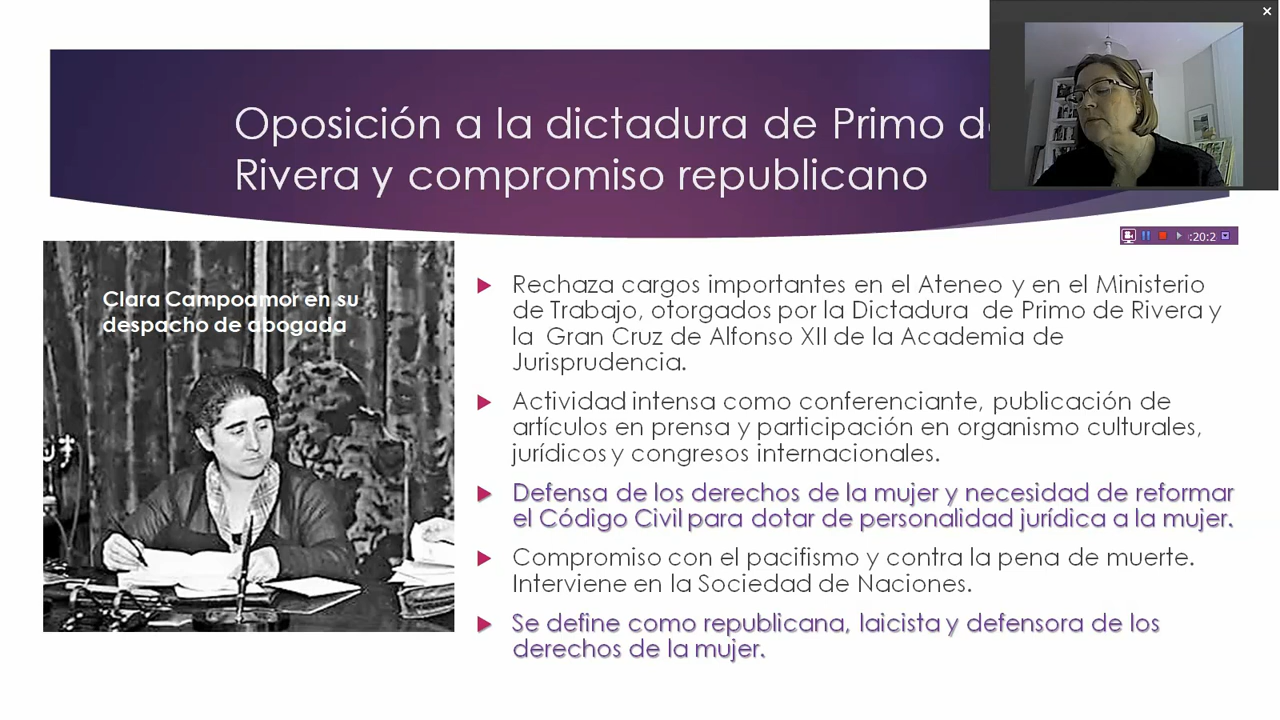 Oposición a la dictadura de Primo de
Rivera y compromiso republicano
:20:2
Clara Campoamor en su
despacho de abogada
Rechaza cargos importantes en el Ateneo y en el Ministerio
de Trabajo, otorgados por la Dictadura de Primo de Rivera y
la Gran Cruz de Alfonso XII de la Academia de
Jurisprudencia.
Actividad intensa como conferenciante, publicación de
artículos en prensa y participación en organismo culturales,
jurídicos y congresos internacionales.
Defensa de los derechos de la mujer y necesidad de reformar
el Código Civil para dotar de personalidad jurídica a la mujer.
Compromiso con el pacifismo y contra la pena de muerte.
Interviene en la Sociedad de Naciones.
Se define como republicana, laicista y defensora de los
derechos de la mujer.